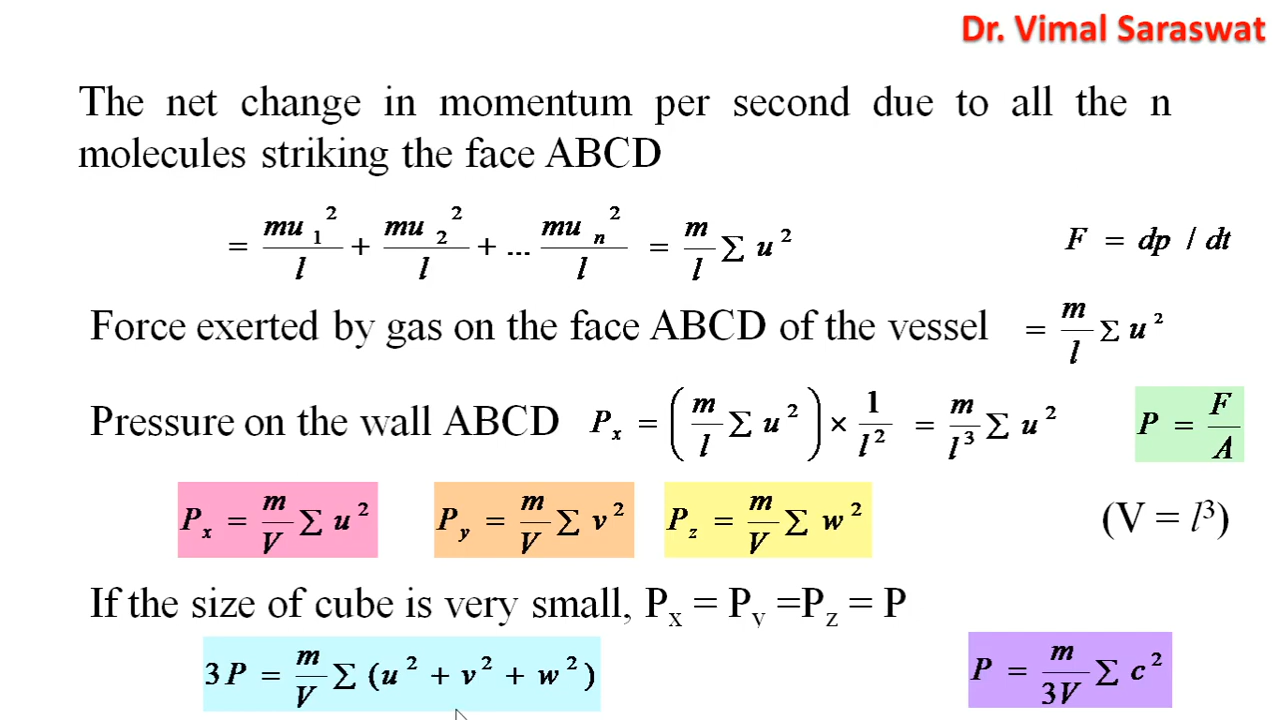 Dr. Vimal Saraswat
The net change in momentum per second due to all the n
molecules striking the face ABCD
= mu₁²/l + mu₂²/l + ... muₙ²/l = m/l Σ u²
F = dp / dt
Force exerted by gas on the face ABCD of the vessel = m/l Σ u²
Pressure on the wall ABCD Pₓ = (m/l Σ u²) × 1/l² = m/l³ Σ u²
P = F/A
Pₓ = m/V Σ u²
P_y = m/V Σ v²
P_z = m/V Σ w²
(V = l³)
If the size of cube is very small, Pₓ = P_y =P_z = P
3P = m/V Σ (u² + v² + w²)
P = m/3V Σ c²